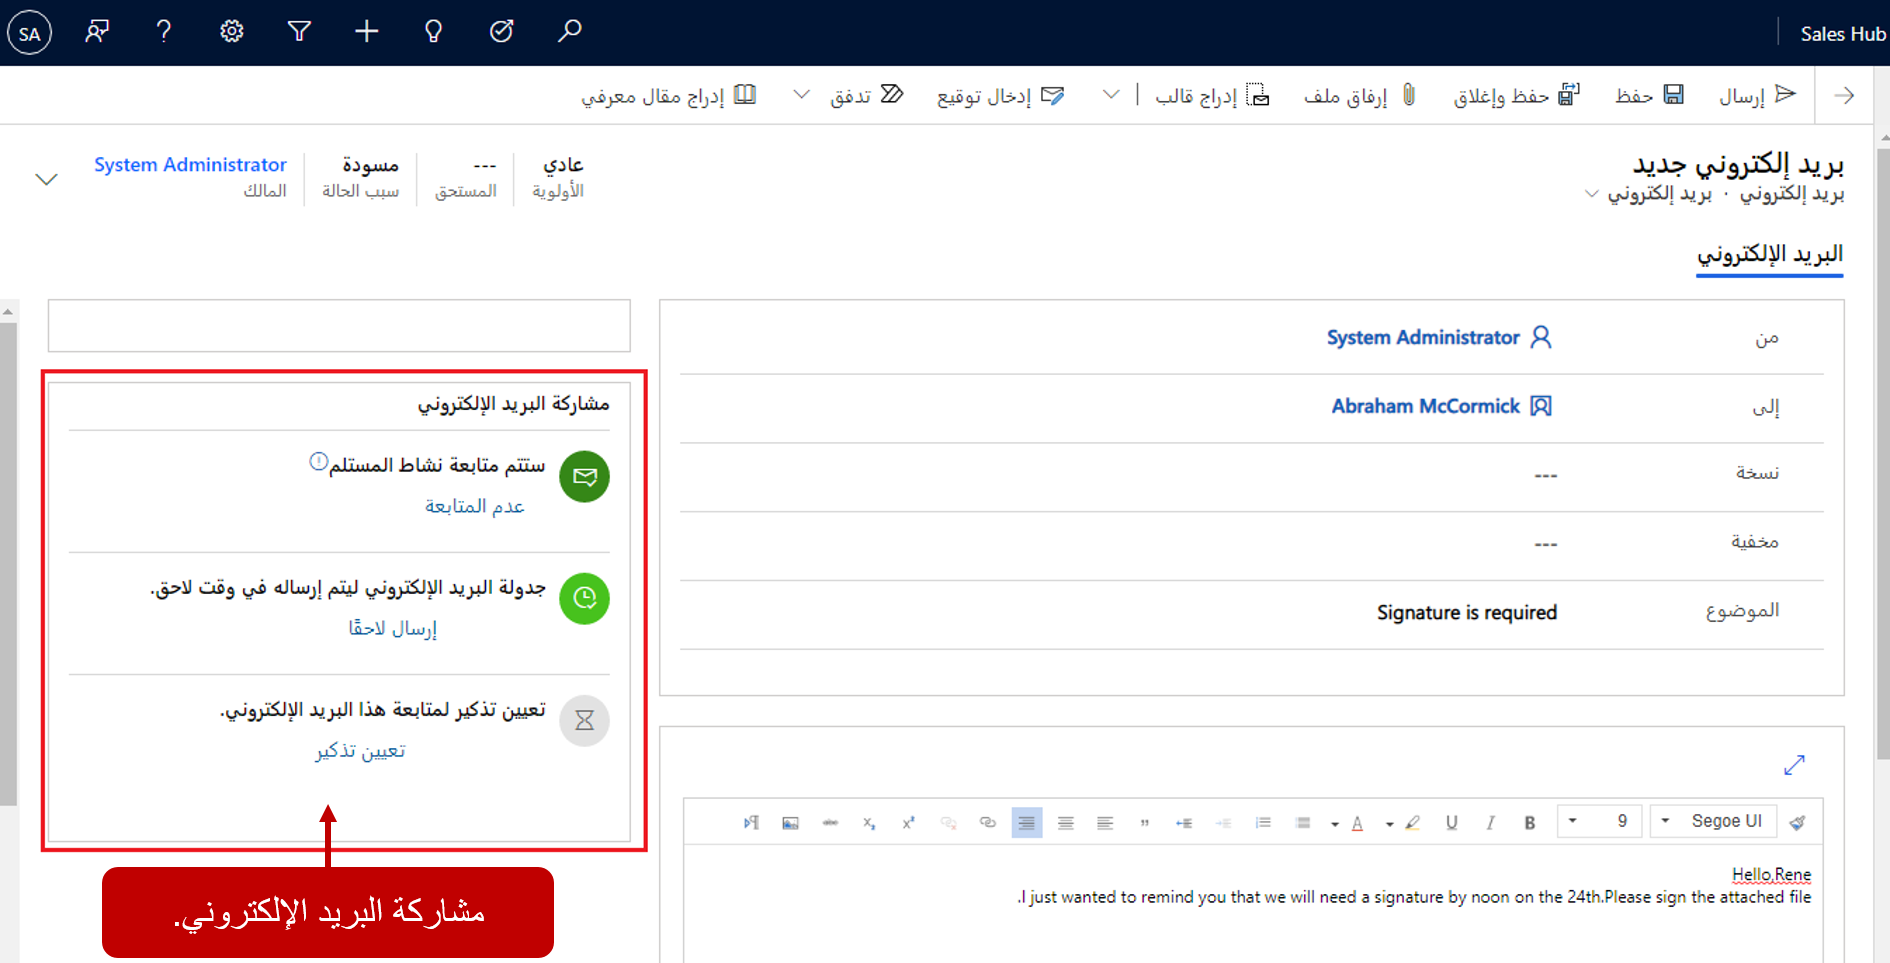 Sales Hub
SA
إرسال
حفظ
حفظ وإغلاق
إرفاق ملف
إدراج قالب
إدخال توقيع
تدفق
إدراج مقال معرفي
بريد إلكتروني جديد
بريد إلكتروني · بريد إلكتروني
عادي
الأولوية
---
المستحق
مسودة
سبب الحالة
System Administrator
المالك
البريد الإلكتروني
من
System Administrator
إلى
Abraham McCormick
نسخة
---
مخفية
---
الموضوع
Signature is required
Segoe UI
9
Hello,Rene
.I just wanted to remind you that we will need a signature by noon on the 24th.Please sign the attached file
مشاركة البريد الإلكتروني
ستتم متابعة نشاط المستلم
عدم المتابعة
جدولة البريد الإلكتروني ليتم إرساله في وقت لاحق.
إرسال لاحقًا
تعيين تذكير لمتابعة هذا البريد الإلكتروني.
تعيين تذكير
مشاركة البريد الإلكتروني.